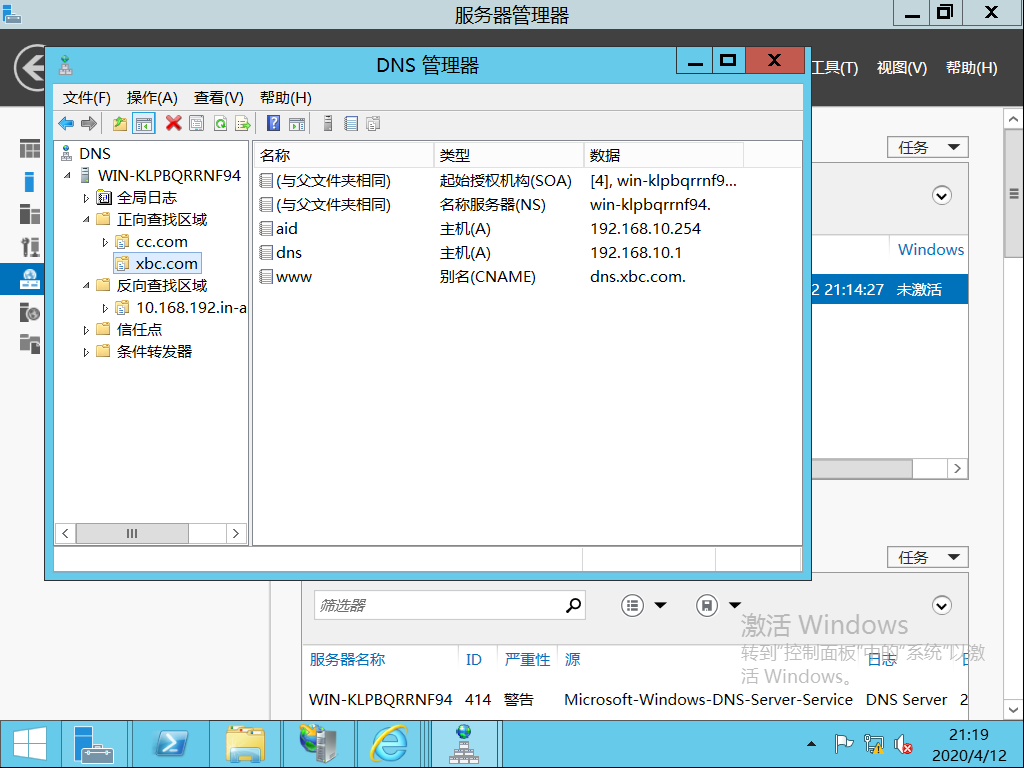 服务器管理器
DNS 管理器
工具(T) 视图(V) 帮助(H)
文件(F) 操作(A) 查看(V) 帮助(H)
DNS
WIN-KLPBQRRNF94
全局日志
正向查找区域
cc.com
xbc.com
反向查找区域
10.168.192.in-a
信任点
条件转发器
名称 类型 数据
(与父文件夹相同) 起始授权机构(SOA) [4], win-klpbqrrnf9...
(与父文件夹相同) 名称服务器(NS) win-klpbqrrnf94.
aid 主机(A) 192.168.10.254
dns 主机(A) 192.168.10.1
www 别名(CNAME) dns.xbc.com.
任务
Windows
2 21:14:27 未激活
任务
筛选器
服务器名称 ID 严重性 源 日志
WIN-KLPBQRRNF94 414 警告 Microsoft-Windows-DNS-Server-Service DNS Server 2
激活 Windows
转到"控制面板"中的"系统"以激
活 Windows。
21:19
2020/4/12